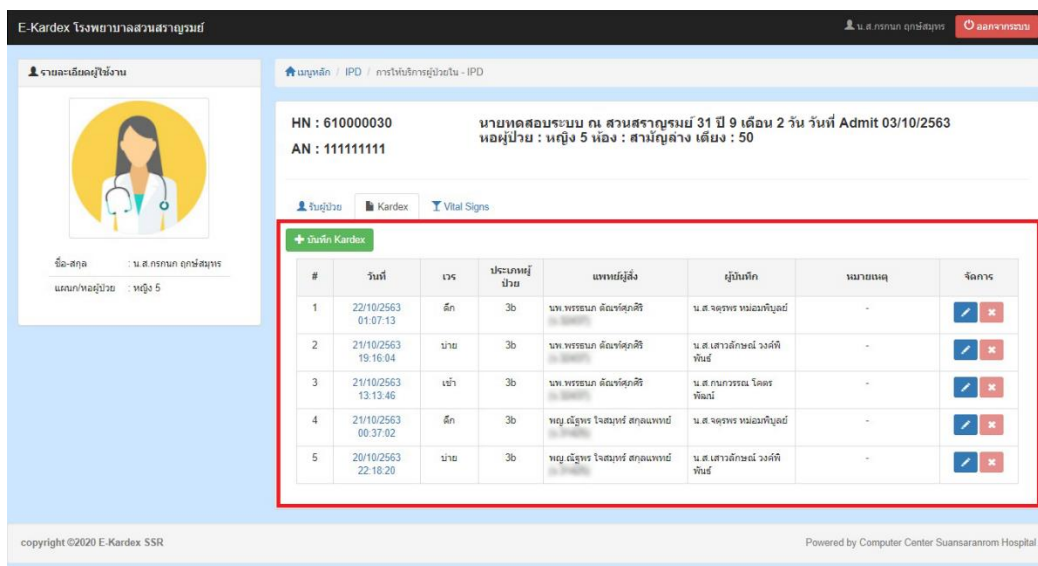 E-Kardex โรงพยาบาลสวนสราญรมย์
น.ส.กรกนก ฤกษ์สมุทร ออกจากระบบ
รายละเอียดผู้ใช้งาน
เมนูหลัก / IPD / การให้บริการผู้ป่วยใน - IPD
HN : 610000030
นายทดสอบระบบ ณ สวนสราญรมย์ 31 ปี 9 เดือน 2 วัน วันที่ Admit 03/10/2563
AN : 111111111
หอผู้ป่วย : หญิง 5 ห้อง : สามัญล่าง เตียง : 50
รับผู้ป่วย Kardex Vital Signs
บันทึก Kardex
ชื่อ-สกุล : น.ส.กรกนก ฤกษ์สมุทร
แผนก/หอผู้ป่วย : หญิง 5
# วันที่ เวร ประเภทผู้ป่วย แพทย์ผู้สั่ง ผู้บันทึก หมายเหตุ จัดการ
1 22/10/2563 ดึก 3b นพ.พรรธนก ตัณฑ์ศุภศิริ น.ส.จตุรพร หม่อมพิบูลย์ -
01:07:13
2 21/10/2563 บ่าย 3b นพ.พรรธนก ตัณฑ์ศุภศิริ น.ส.เสาวลักษณ์ วงค์พิ -
19:16:04 พันธ์
3 21/10/2563 เช้า 3b นพ.พรรธนก ตัณฑ์ศุภศิริ น.ส.กนกวรรณ โคตร -
13:13:46 พัฒน์
4 21/10/2563 ดึก 3b พญ.ณัฐพร ใจสมุทร์ สกุลแพทย์ น.ส.จตุรพร หม่อมพิบูลย์ -
00:37:02
5 20/10/2563 บ่าย 3b พญ.ณัฐพร ใจสมุทร์ สกุลแพทย์ น.ส.เสาวลักษณ์ วงค์พิ -
22:18:20 พันธ์
copyright ©2020 E-Kardex SSR
Powered by Computer Center Suansaranrom Hospital